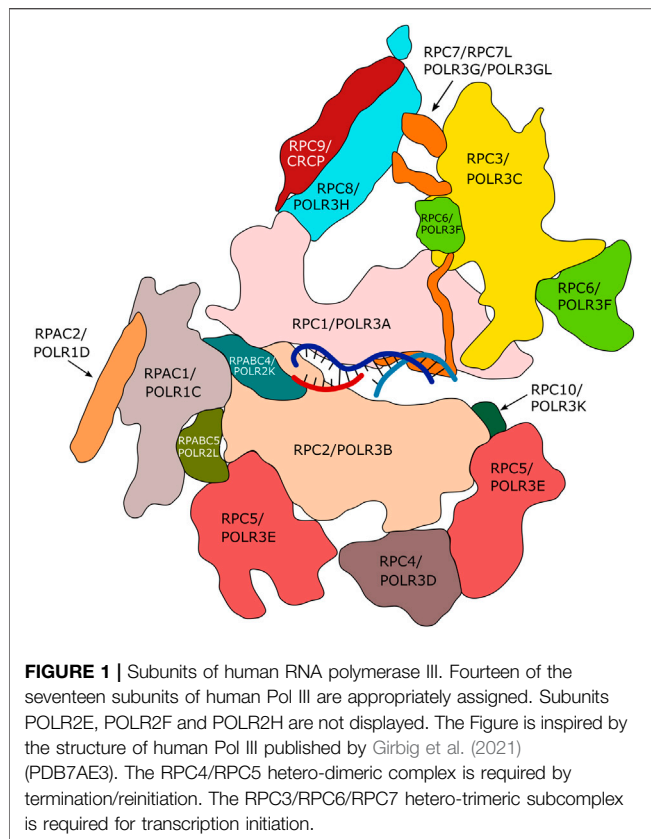 RPC7/RPC7L
POLR3G/POLR3GL
RPC9/
CRCP
RPC8/
POLR3H
RPC3/
POLR3C
RPC6/
POLR3F
RPC6/
POLR3F
RPC1/POLR3A
RPAC2/
POLR1D
RPAC1/
POLR1C
RPABC4/
POLR2K
RPC10/
POLR3K
RPABC5
POLR2L
RPC2/POLR3B
RPC5/
POLR3E
RPC5/
POLR3E
RPC4/
POLR3D
FIGURE 1 | Subunits of human RNA polymerase III. Fourteen of the
seventeen subunits of human Pol III are appropriately assigned. Subunits
POLR2E, POLR2F and POLR2H are not displayed. The Figure is inspired by
the structure of human Pol III published by Girbig et al. (2021)
(PDB7AE3). The RPC4/RPC5 hetero-dimeric complex is required by
termination/reinitiation. The RPC3/RPC6/RPC7 hetero-trimeric subcomplex
is required for transcription initiation.